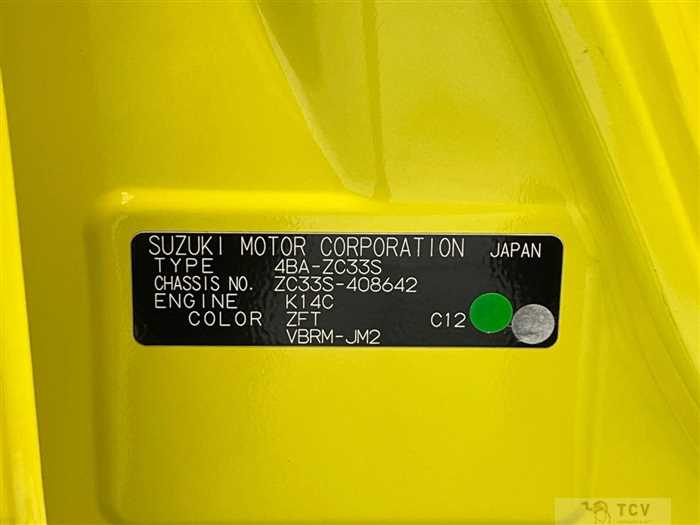 SUZUKI MOTOR CORPORATION JAPAN
TYPE 4BA-ZC33S
CHASSIS NO. ZC33S-408642
ENGINE K14C
COLOR ZFT C12
VBRM-JM2
TCV